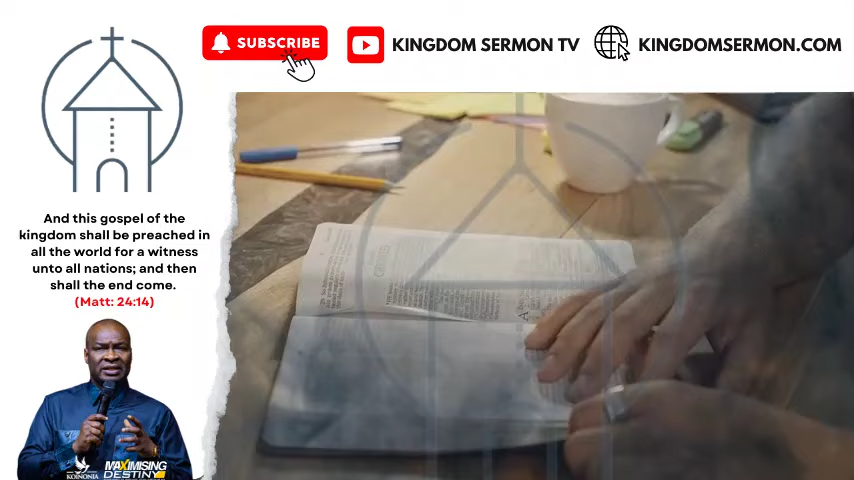 SUBSCRIBE
KINGDOM SERMON TV
KINGDOMSERMON.COM
And this gospel of the
kingdom shall be preached in
all the world for a witness
unto all nations; and then
shall the end come.
(Matt: 24:14)
KOINONIA
MAXIMISING
DESTINY